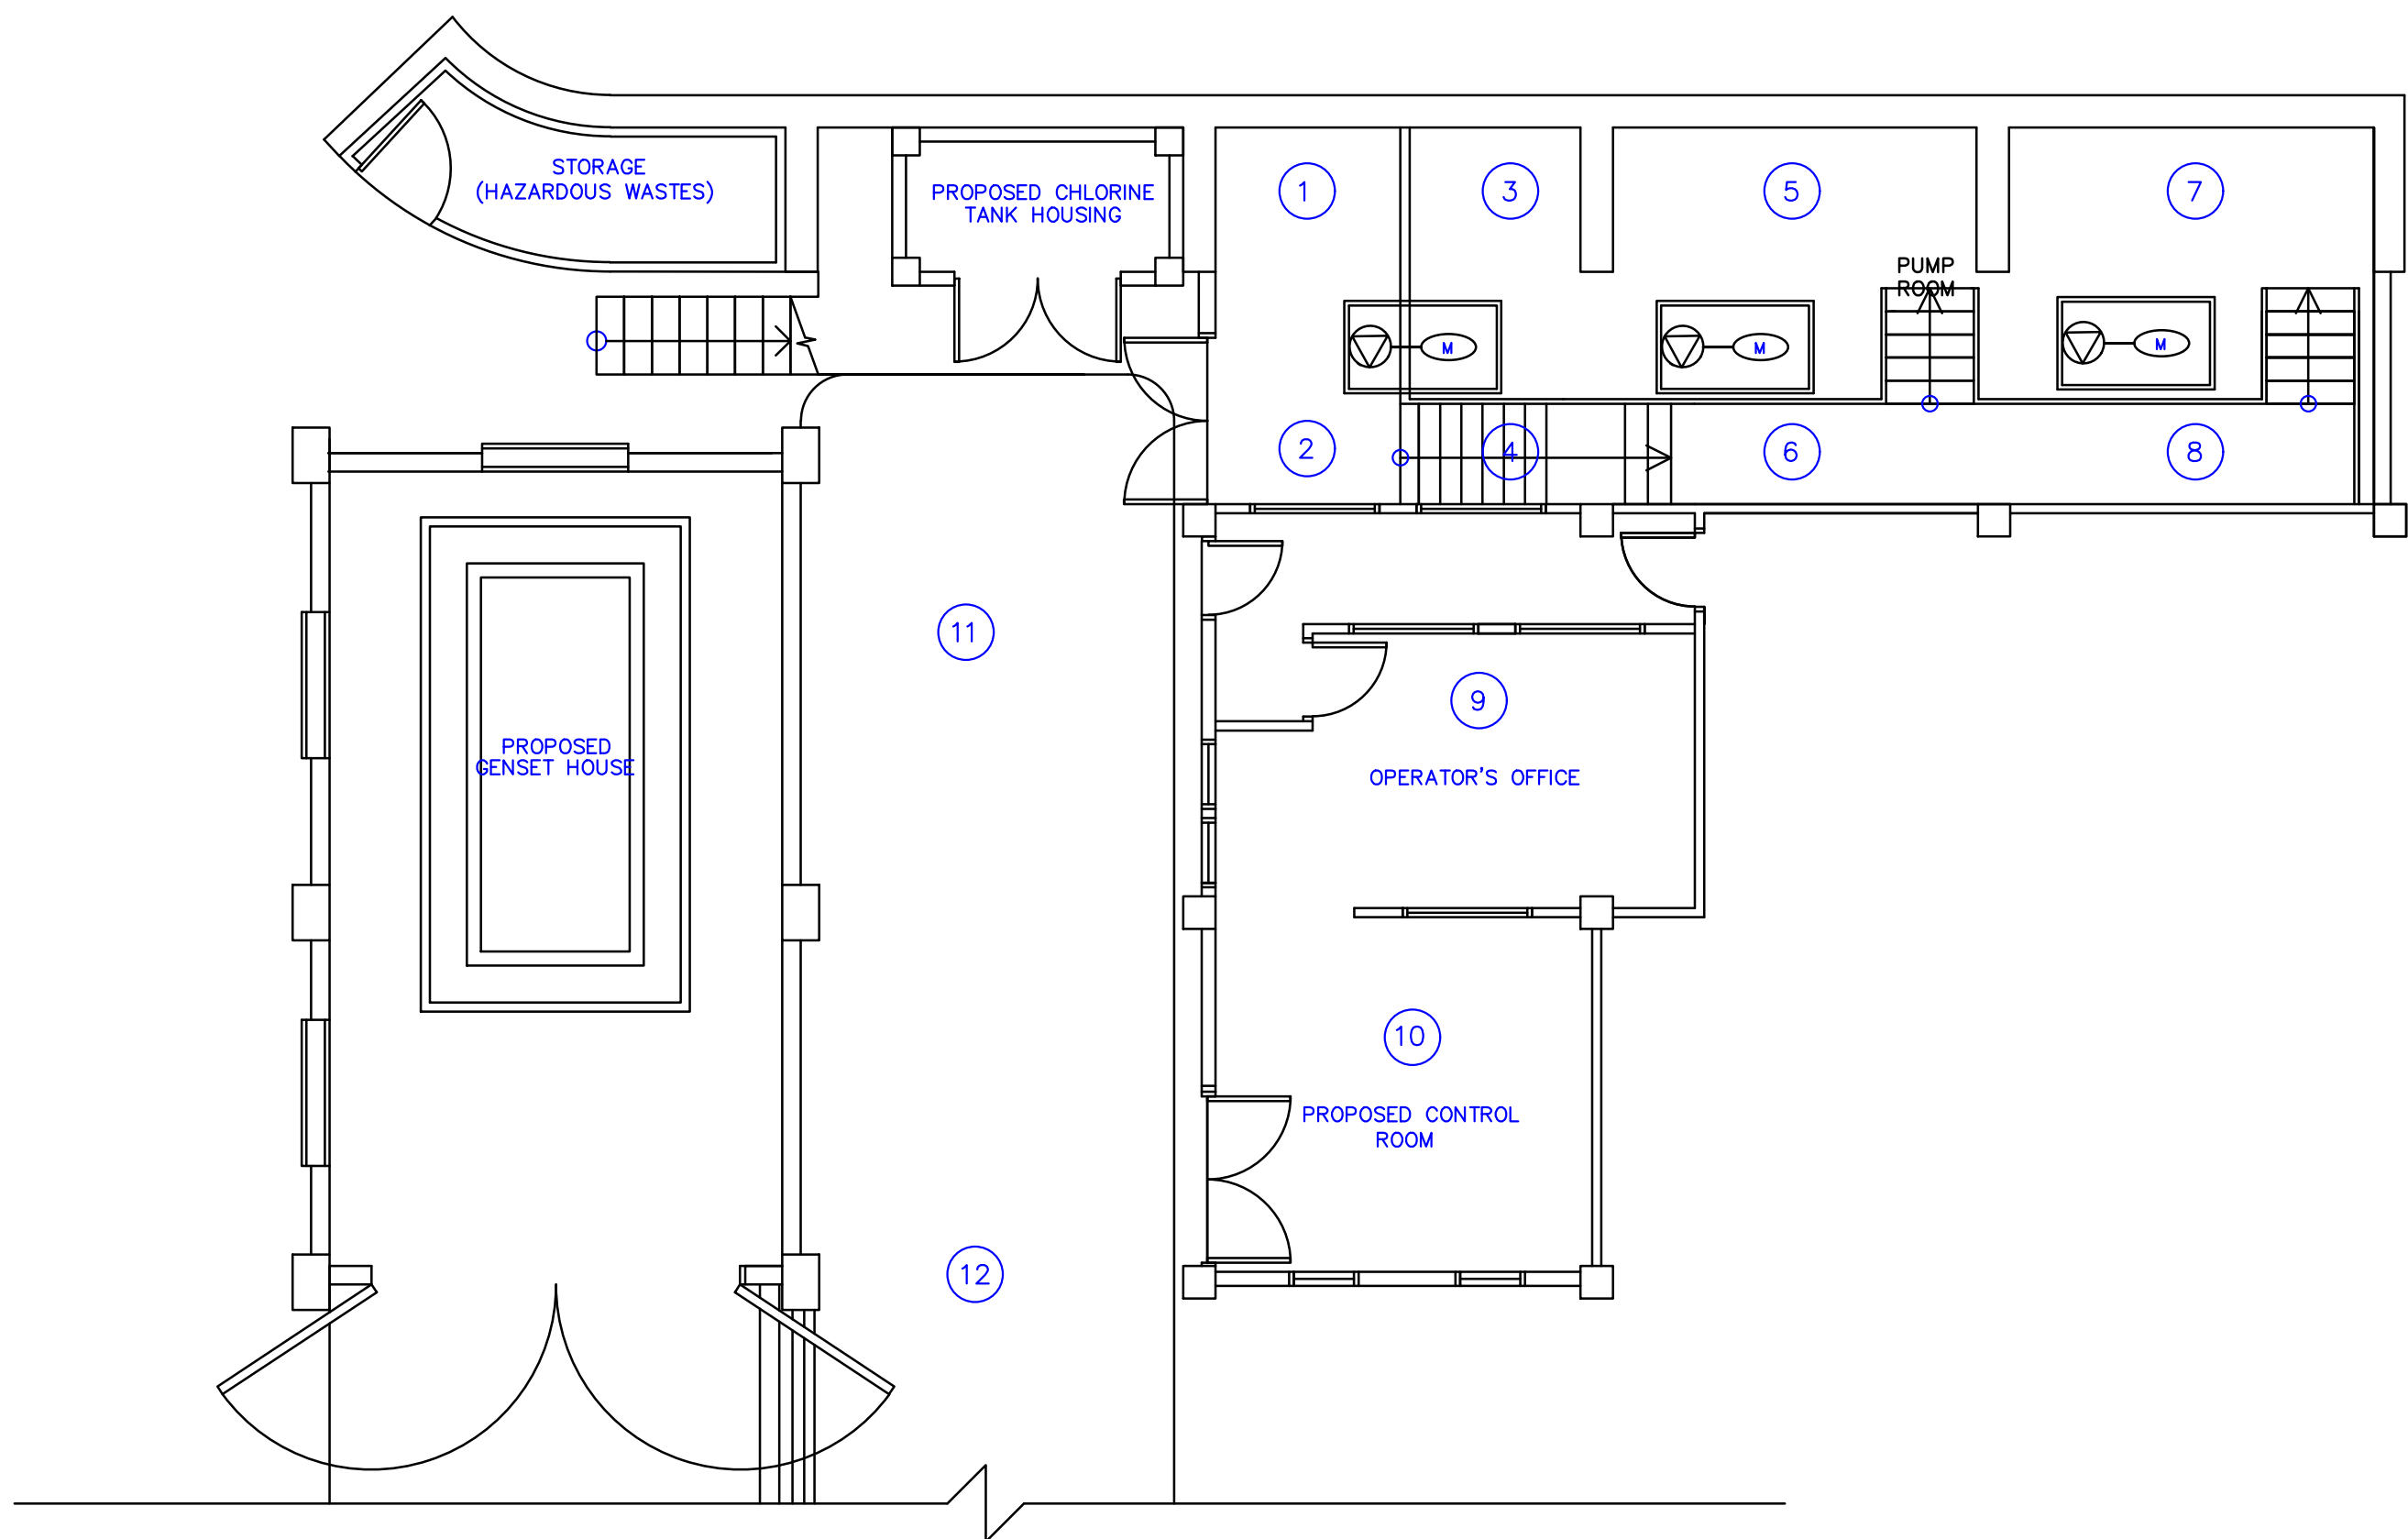 STORAGE
(HAZARDOUS WASTES)
PROPOSED CHLORINE
TANK HOUSING
1
3
5
7
PUMP
ROOM
M
M
M
2
4
6
8
11
9
PROPOSED
GENSET HOUSE
OPERATOR'S OFFICE
10
PROPOSED CONTROL
ROOM
12